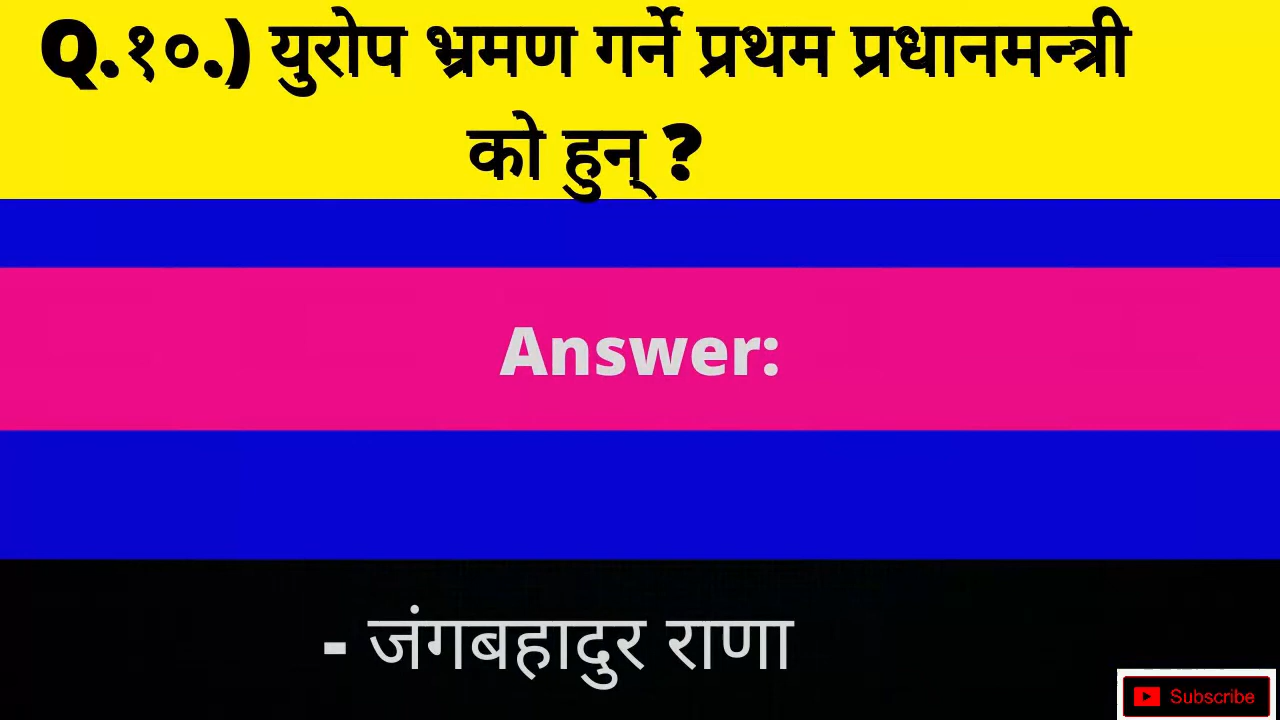 Q.१०.) युरोप भ्रमण गर्ने प्रथम प्रधानमन्त्री
को हुन् ?
Answer:
- जंगबहादुर राणा
Subscribe